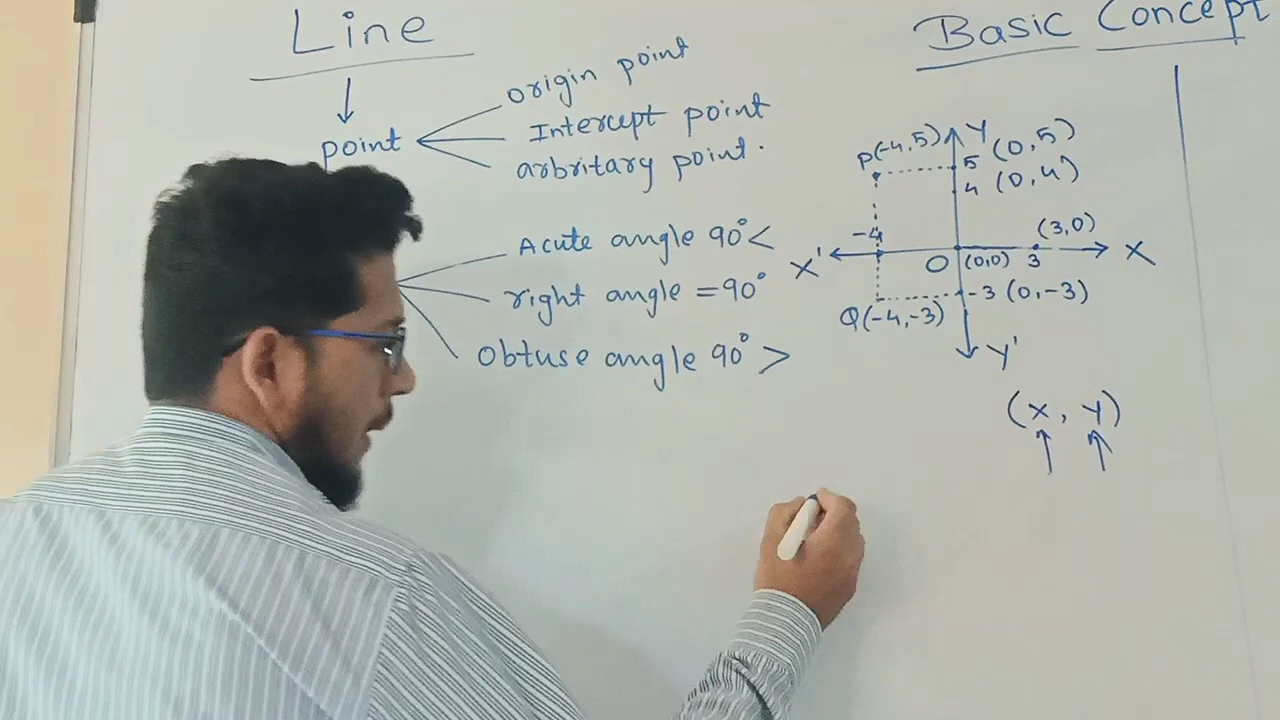 Line
point
origin point
Intercept point
arbritary point.
Acute angle 90°<
right angle =90°
Obtuse angle 90° >
Basic Concept
Y
P(-4,5)
5 (0,5)
4 (0,4)
-4
(3,0)
X' O (0,0) 3 X
-3 (0,-3)
Q(-4,-3)
Y'
(x, y)